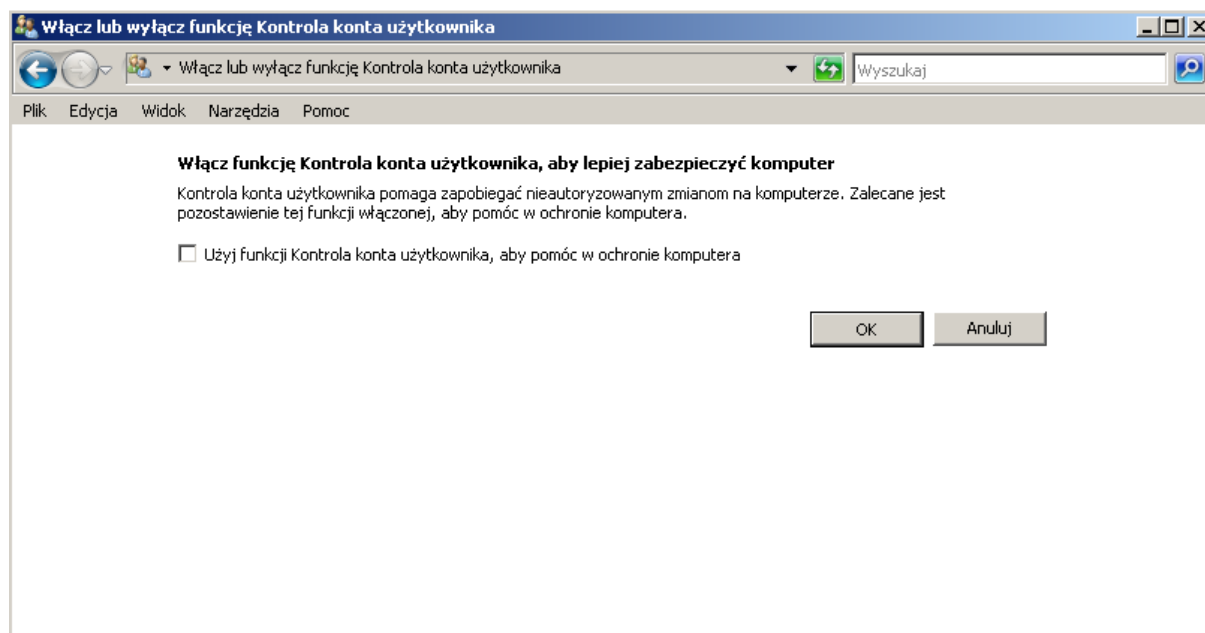 Włącz lub wyłącz funkcję Kontrola konta użytkownika
Włącz lub wyłącz funkcję Kontrola konta użytkownika
Wyszukaj
Plik Edycja Widok Narzędzia Pomoc
Włącz funkcję Kontrola konta użytkownika, aby lepiej zabezpieczyć komputer
Kontrola konta użytkownika pomaga zapobiegać nieautoryzowanym zmianom na komputerze. Zalecane jest
pozostawienie tej funkcji włączonej, aby pomóc w ochronie komputera.
Użyj funkcji Kontrola konta użytkownika, aby pomóc w ochronie komputera
OK Anuluj